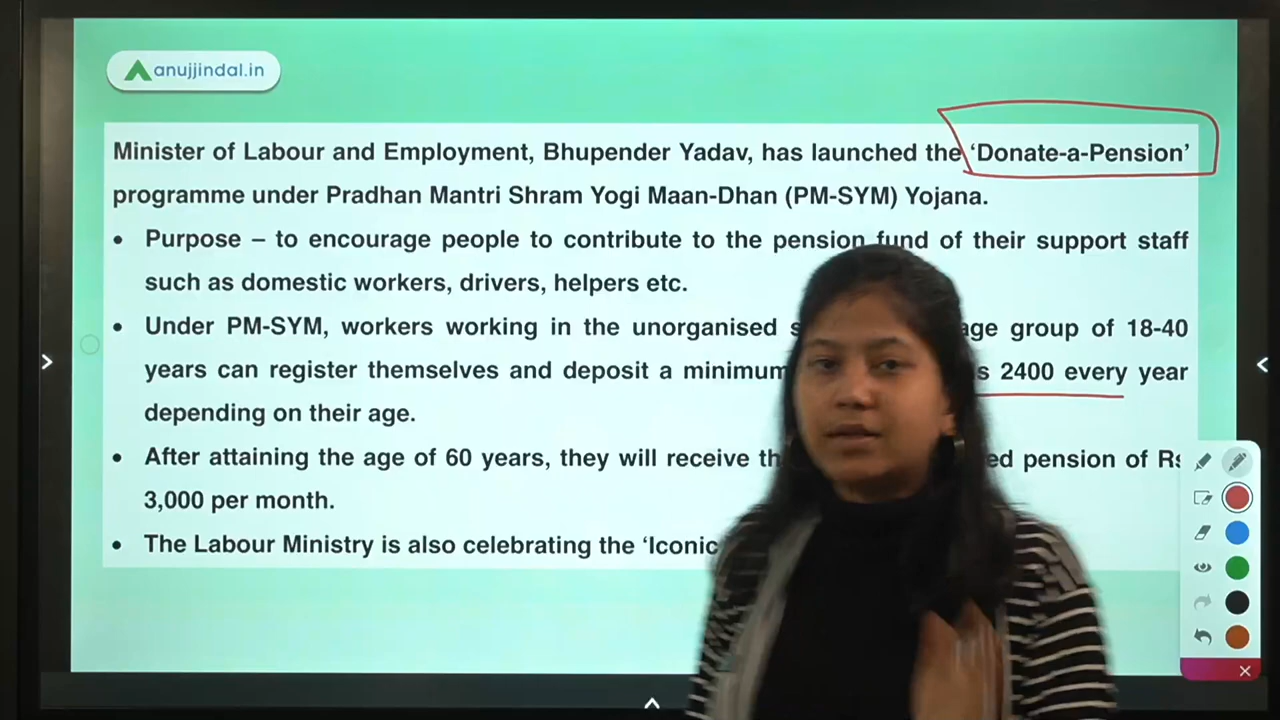 anujjindal.in
Minister of Labour and Employment, Bhupender Yadav, has launched the ‘Donate-a-Pension’
programme under Pradhan Mantri Shram Yogi Maan-Dhan (PM-SYM) Yojana.
• Purpose – to encourage people to contribute to the pension fund of their support staff
such as domestic workers, drivers, helpers etc.
• Under PM-SYM, workers working in the unorganised age group of 18-40
years can register themselves and deposit a minimum 2400 every year
depending on their age.
• After attaining the age of 60 years, they will receive pension of Rs
3,000 per month.
• The Labour Ministry is also celebrating the ‘Iconic